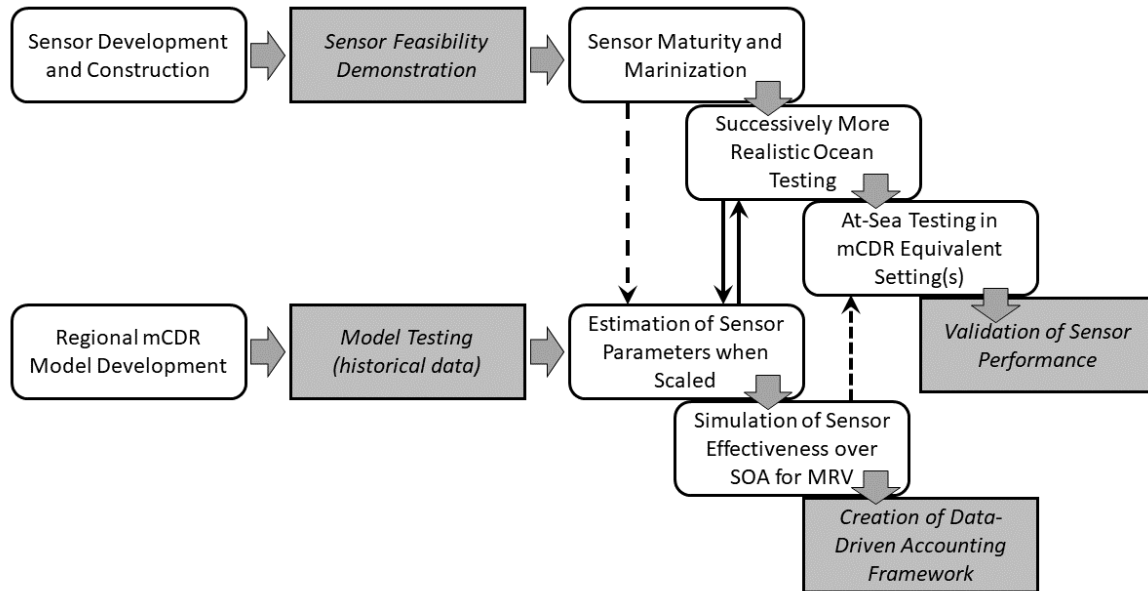 Sensor Development
and Construction
Sensor Feasibility
Demonstration
Sensor Maturity and
Marinization
Successively More
Realistic Ocean
Testing
At-Sea Testing in
mCDR Equivalent
Setting(s)
Validation of Sensor
Performance
Regional mCDR
Model Development
Model Testing
(historical data)
Estimation of Sensor
Parameters when
Scaled
Simulation of Sensor
Effectiveness over
SOA for MRV
Creation of Data-
Driven Accounting
Framework